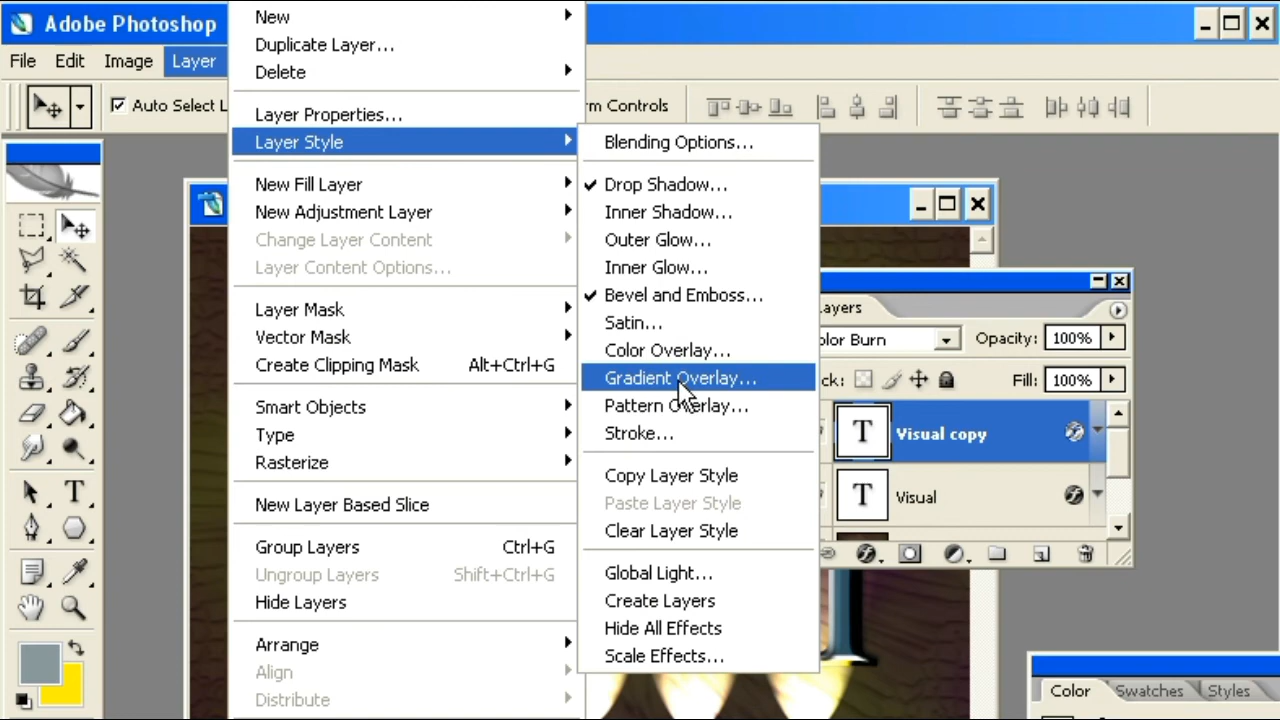 Adobe Photoshop
File Edit Image Layer
Auto Select L
rm Controls
New
Duplicate Layer...
Delete
Layer Properties...
Layer Style
New Fill Layer
New Adjustment Layer
Change Layer Content
Layer Content Options...
Layer Mask
Vector Mask
Create Clipping Mask Alt+Ctrl+G
Smart Objects
Type
Rasterize
New Layer Based Slice
Group Layers Ctrl+G
Ungroup Layers Shift+Ctrl+G
Hide Layers
Arrange
Align
Distribute
Blending Options...
Drop Shadow...
Inner Shadow...
Outer Glow...
Inner Glow...
Bevel and Emboss...
Satin...
Color Overlay...
Gradient Overlay...
Pattern Overlay...
Stroke...
Copy Layer Style
Paste Layer Style
Clear Layer Style
Global Light...
Create Layers
Hide All Effects
Scale Effects...
ayers
olor Burn Opacity: 100%
ck: Fill: 100%
T Visual copy
T Visual
Color Swatches Styles